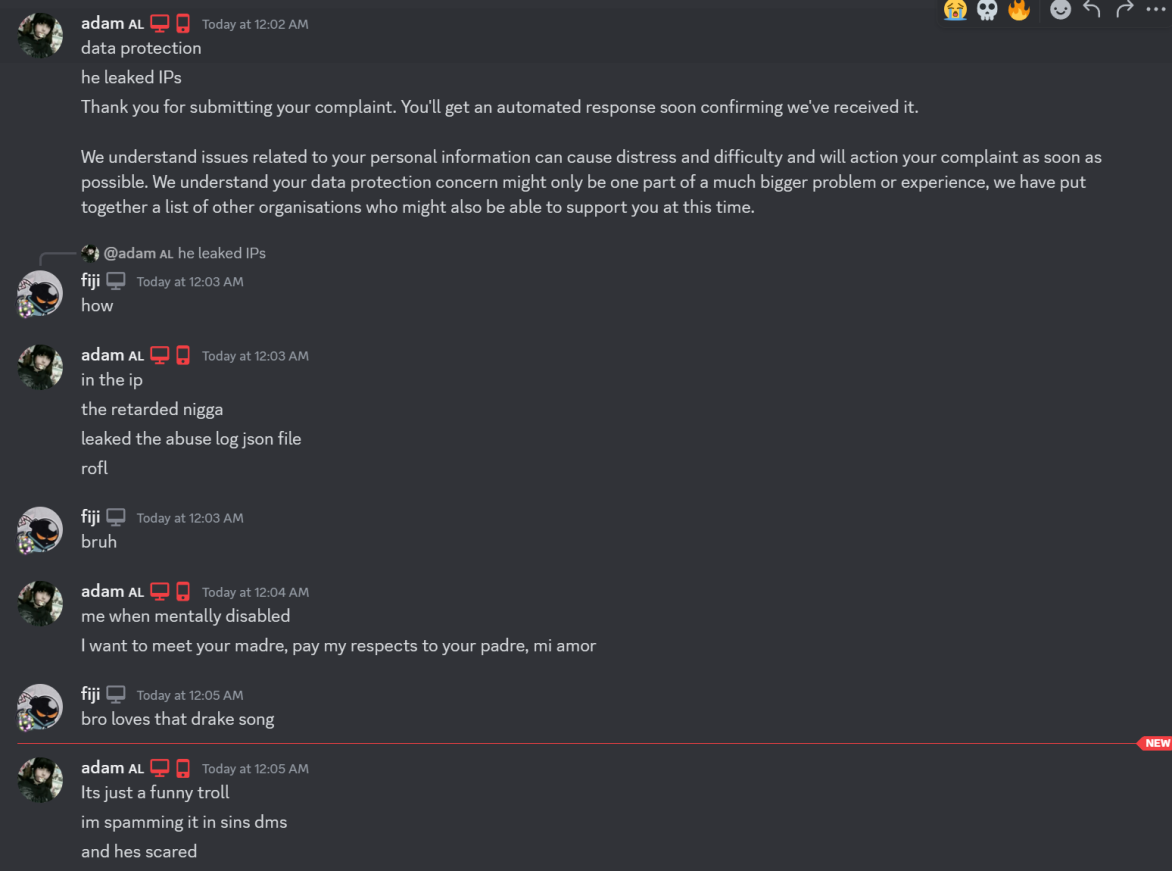 adam AL Today at 12:02 AM
data protection
he leaked IPs
Thank you for submitting your complaint. You'll get an automated response soon confirming we've received it.
We understand issues related to your personal information can cause distress and difficulty and will action your complaint as soon as
possible. We understand your data protection concern might only be one part of a much bigger problem or experience, we have put
together a list of other organisations who might also be able to support you at this time.
@adam AL he leaked IPs
fiji Today at 12:03 AM
how
adam AL Today at 12:03 AM
in the ip
the retarded nigga
leaked the abuse log json file
rofl
fiji Today at 12:03 AM
bruh
adam AL Today at 12:04 AM
me when mentally disabled
I want to meet your madre, pay my respects to your padre, mi amor
fiji Today at 12:05 AM
bro loves that drake song
NEW
adam AL Today at 12:05 AM
Its just a funny troll
im spamming it in sins dms
and hes scared